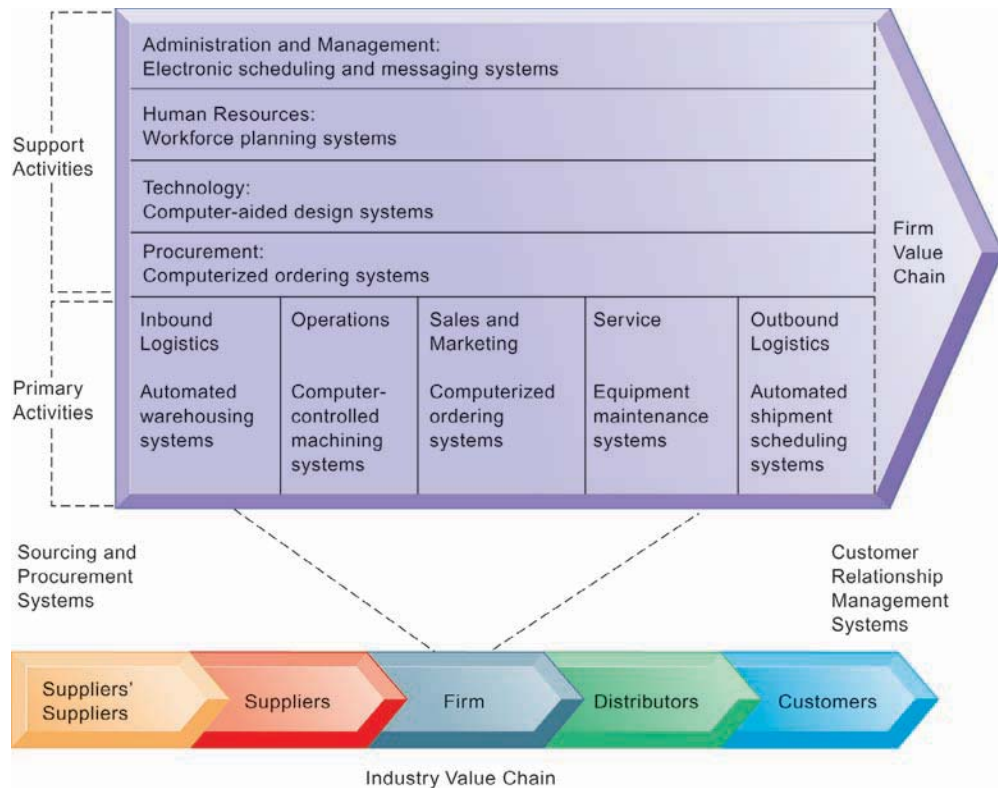 Support
Activities
Administration and Management:
Electronic scheduling and messaging systems
Human Resources:
Workforce planning systems
Technology:
Computer-aided design systems
Procurement:
Computerized ordering systems
Firm
Value
Chain
Primary
Activities
Inbound
Logistics
Automated
warehousing
systems
Operations
Computer-
controlled
machining
systems
Sales and
Marketing
Computerized
ordering
systems
Service
Equipment
maintenance
systems
Outbound
Logistics
Automated
shipment
scheduling
systems
Sourcing and
Procurement
Systems
Customer
Relationship
Management
Systems
Suppliers’
Suppliers
Suppliers
Firm
Distributors
Customers
Industry Value Chain